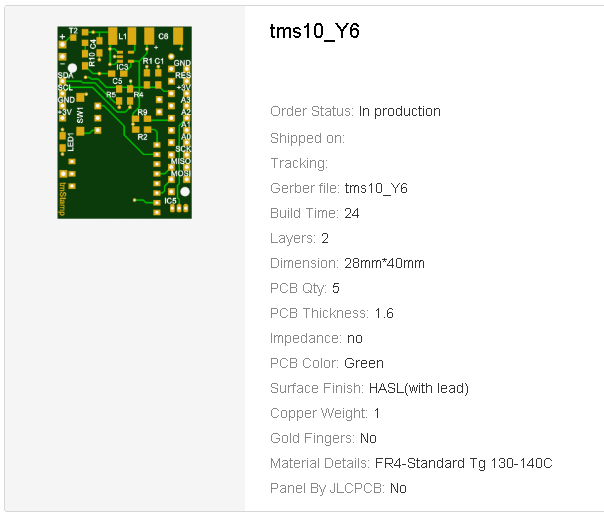 tms10_Y6
Order Status: In production
Shipped on:
Tracking:
Gerber file: tms10_Y6
Build Time: 24
Layers: 2
Dimension: 28mm*40mm
PCB Qty: 5
PCB Thickness: 1.6
Impedance: no
PCB Color: Green
Surface Finish: HASL(with lead)
Copper Weight: 1
Gold Fingers: No
Material Details: FR4-Standard Tg 130-140C
Panel By JLCPCB: No
T2
+
-
R10
C4
L1
C6
+
IC3
R1
C1
GND
RES
+3V
A3
A2
A1
A0
SCK
MISO
MOSI
SDA
SCL
GND
+3V
C5
R5
R4
R9
R2
SW1
LED1
IC5
tmStamp